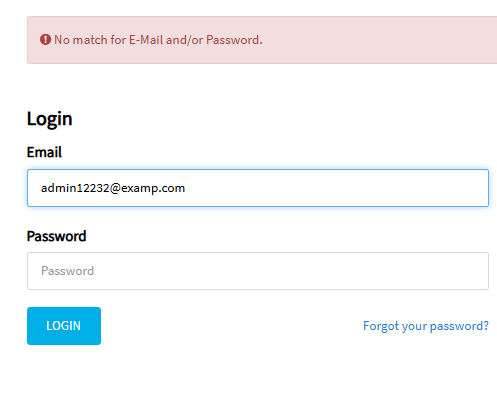 No match for E-Mail and/or Password.
Login
Email
admin12232@examp.com
Password
Password
LOGIN
Forgot your password?